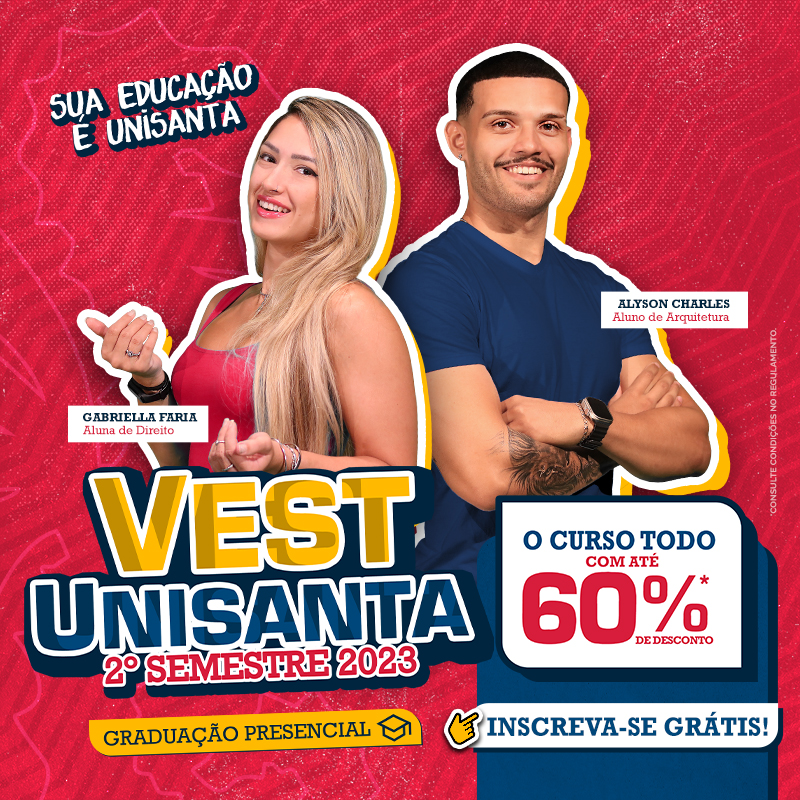 SUA EDUCAÇÃO
É UNISANTA
ALYSON CHARLES
Aluno de Arquitetura
GABRIELLA FARIA
Aluna de Direito
*CONSULTE CONDIÇÕES NO REGULAMENTO.
VEST
UNISANTA
2º SEMESTRE 2023
O CURSO TODO
COM ATÉ
60%*
DE DESCONTO
GRADUAÇÃO PRESENCIAL
INSCREVA-SE GRÁTIS!